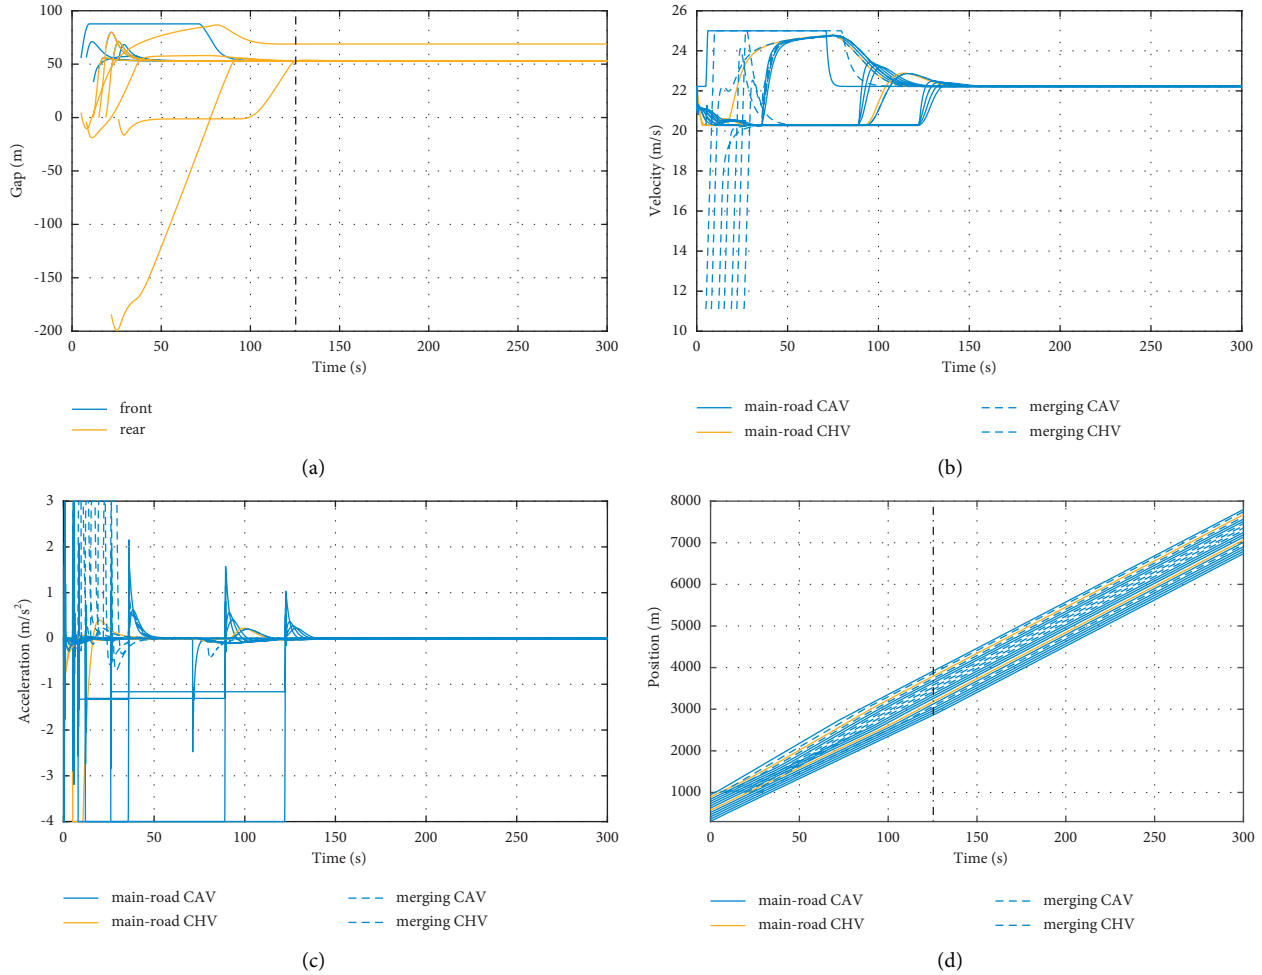 100
50
0
-50
-100
-150
-200
Gap (m)
0 50 100 150 200 250 300
Time (s)
front
rear
(a)
26
24
22
20
18
16
14
12
10
Velocity (m/s)
0 50 100 150 200 250 300
Time (s)
main-road CAV merging CAV
main-road CHV merging CHV
(b)
3
2
1
0
-1
-2
-3
-4
Acceleration (m/s²)
0 50 100 150 200 250 300
Time (s)
main-road CAV merging CAV
main-road CHV merging CHV
(c)
8000
7000
6000
5000
4000
3000
2000
1000
Position (m)
0 50 100 150 200 250 300
Time (s)
main-road CAV merging CAV
main-road CHV merging CHV
(d)